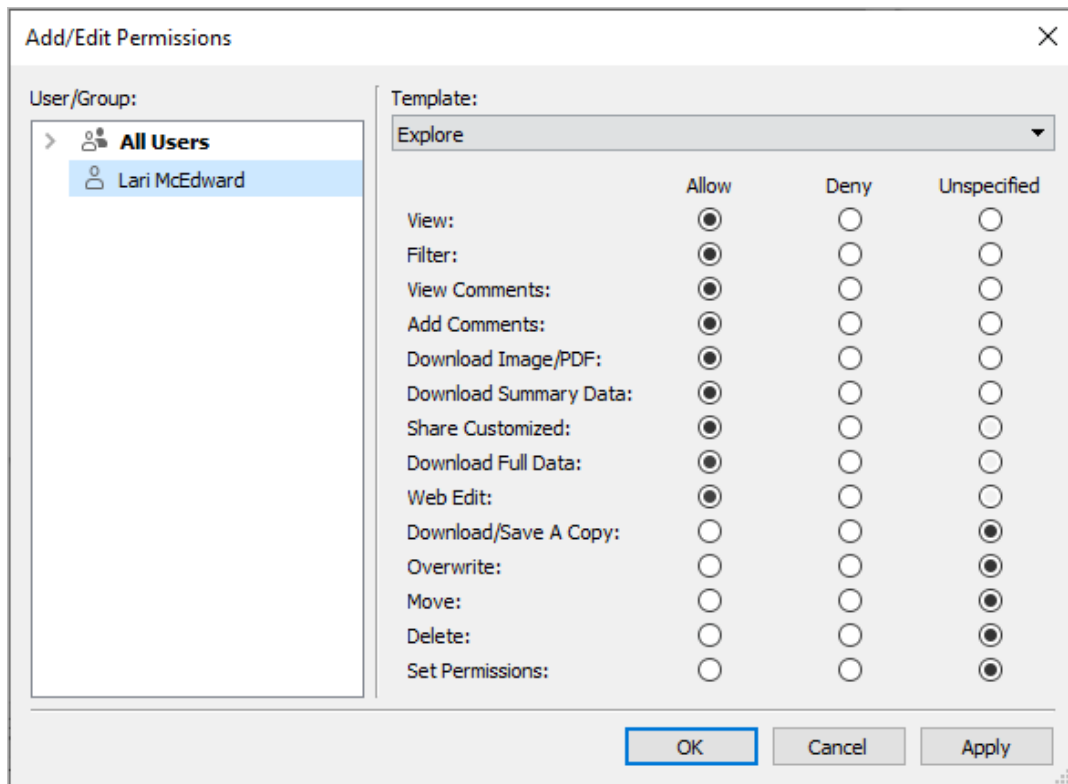 Add/Edit Permissions
User/Group:
All Users
Lari McEdward
Template:
Explore
Allow Deny Unspecified
View:
Filter:
View Comments:
Add Comments:
Download Image/PDF:
Download Summary Data:
Share Customized:
Download Full Data:
Web Edit:
Download/Save A Copy:
Overwrite:
Move:
Delete:
Set Permissions:
OK Cancel Apply